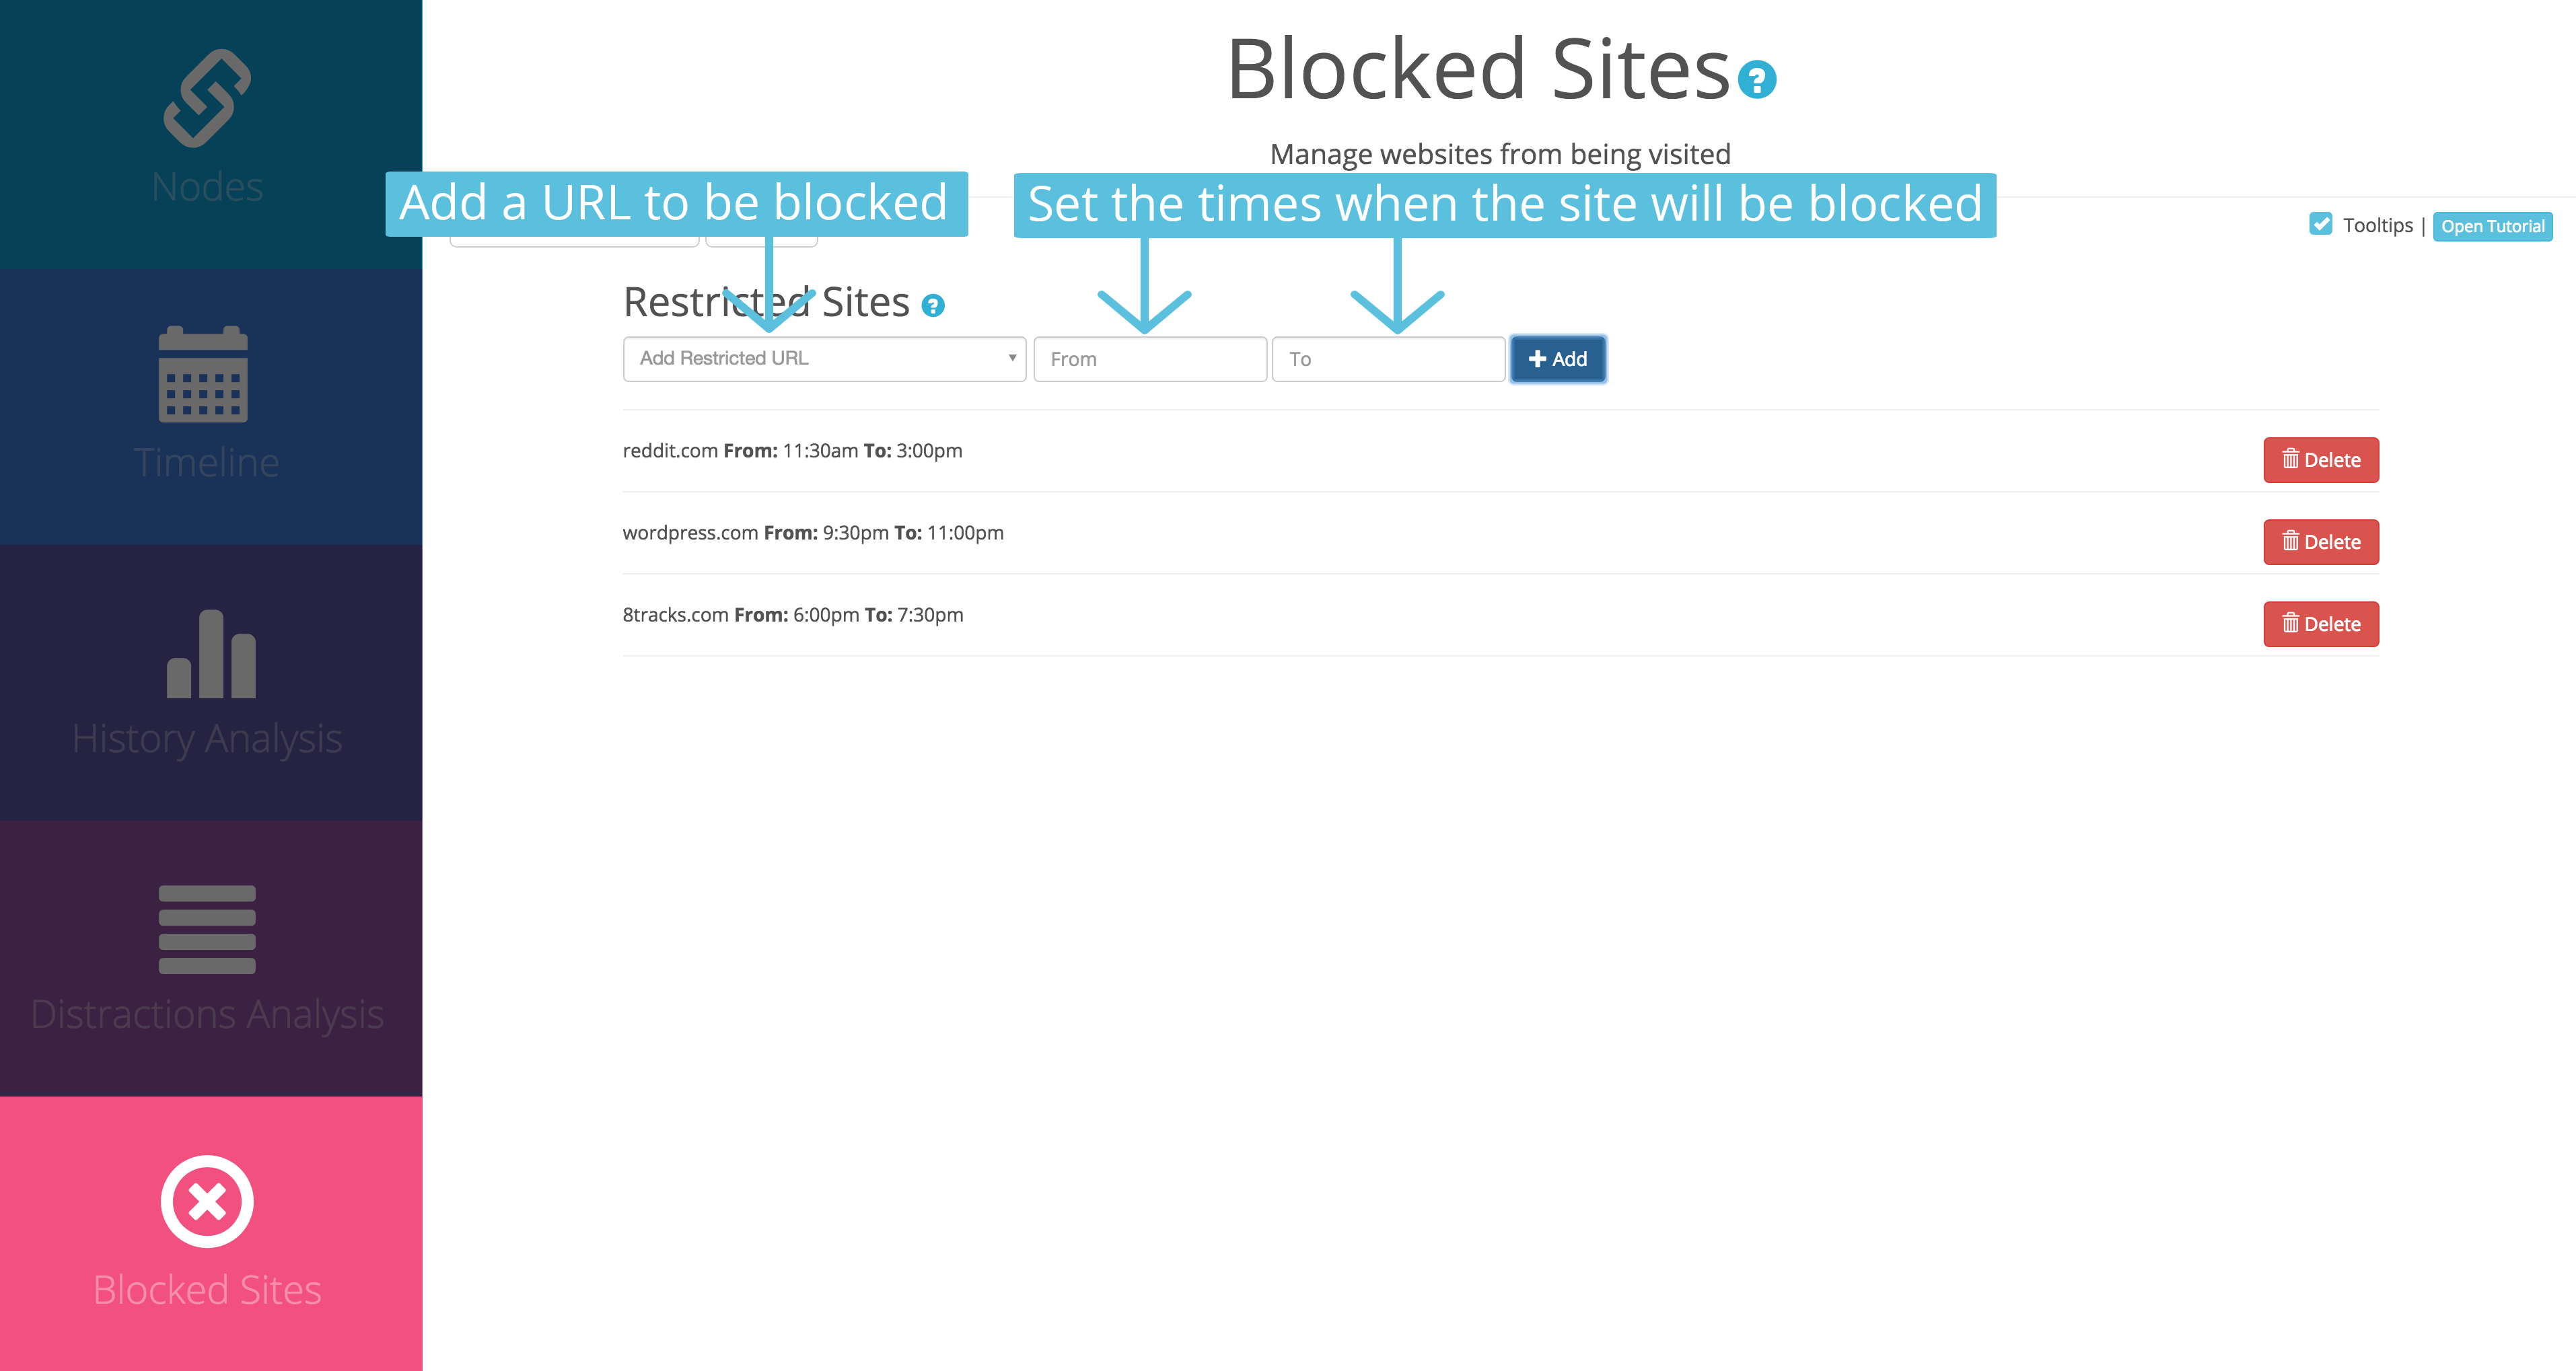 Blocked Sites
Manage websites from being visited
Add a URL to be blocked
Set the times when the site will be blocked
Tooltips | Open Tutorial
Restricted Sites
Add Restricted URL
From
To
Add
reddit.com From: 11:30am To: 3:00pm
Delete
wordpress.com From: 9:30pm To: 11:00pm
Delete
8tracks.com From: 6:00pm To: 7:30pm
Delete
Nodes
Timeline
History Analysis
Distractions Analysis
Blocked Sites